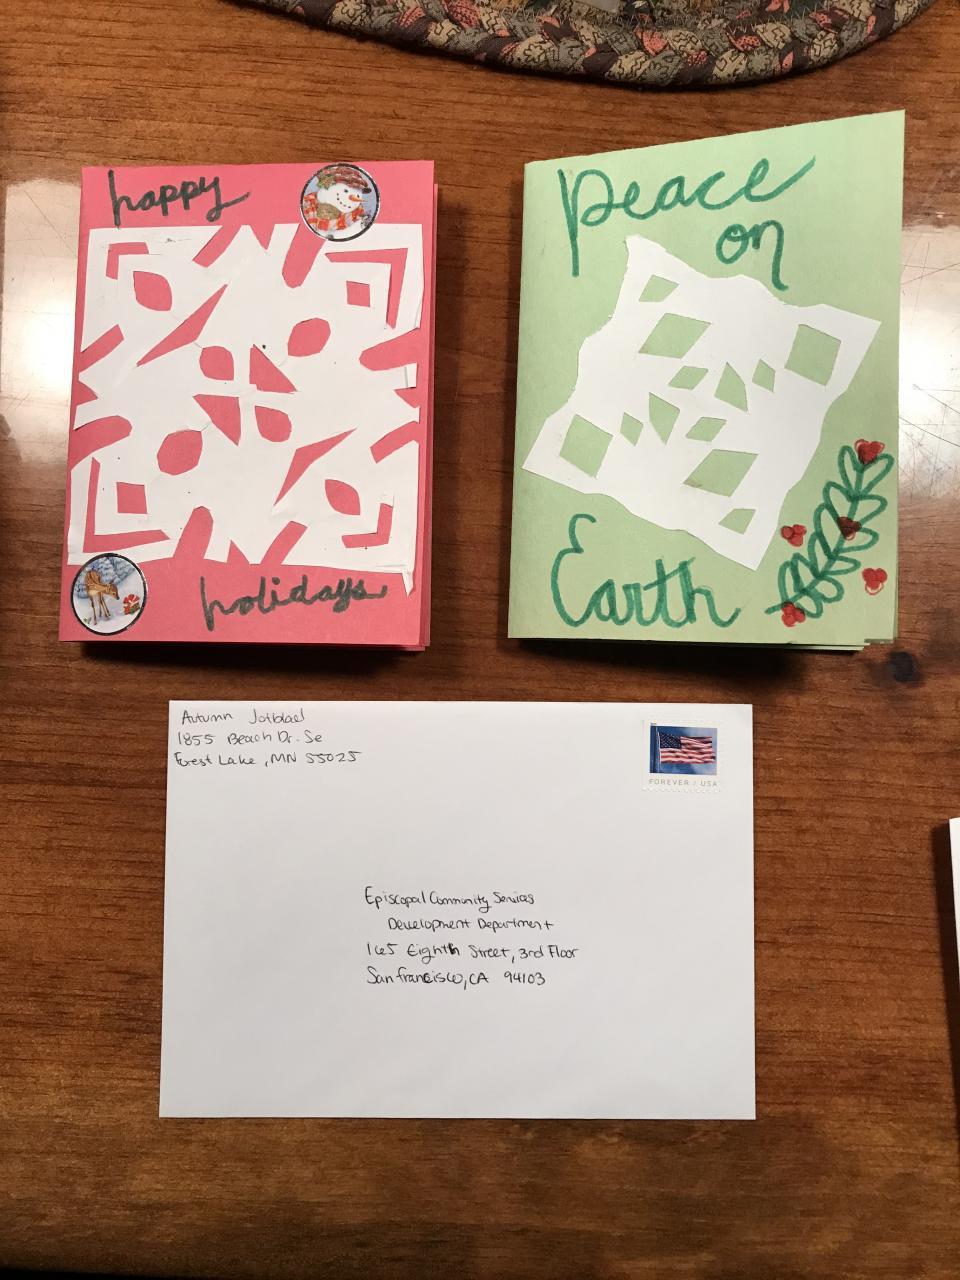 happy
holidays
Peace
on
Earth
Autumn
1855 Beach Dr. Se
Forest Lake, MN 55025
FOREVER / USA
Episcopal Community Services
Development Department
165 Eighth Street, 3rd Floor
San francisco, CA 94103